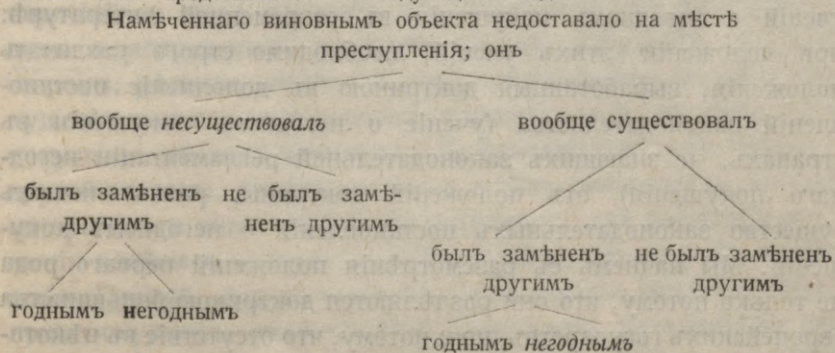 Намѣченнаго виновнымъ объекта недоставало на мѣстѣ
преступленія; онъ
вообще несуществовалъ вообще существовалъ
былъ замѣненъ не былъ замѣ-
другимъ ненъ другимъ
былъ замѣненъ не былъ замѣненъ
другимъ другимъ
годнымъ негоднымъ
годнымъ негоднымъ